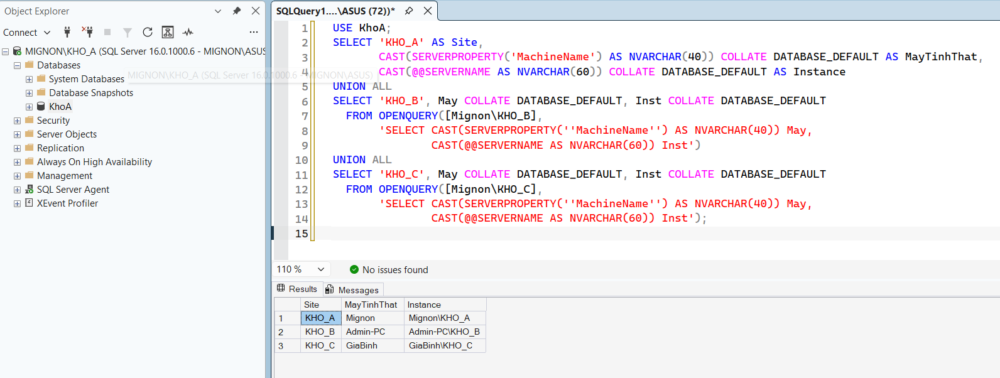 Object Explorer
Connect
MIGNON\KHO_A (SQL Server 16.0.1000.6 - MIGNON\ASUS
Databases
System Databases
MIGNON\KHO_A (SQL Server 16.0.1000.6 - MIGNON\ASUS)
Database Snapshots
KhoA
Security
Server Objects
Replication
Always On High Availability
Management
SQL Server Agent
XEvent Profiler
SQLQuery1....\ASUS (72))*
1 USE KhoA;
2 SELECT 'KHO_A' AS Site,
3 CAST(SERVERPROPERTY('MachineName') AS NVARCHAR(40)) COLLATE DATABASE_DEFAULT AS MayTinhThat,
4 CAST(@@SERVERNAME AS NVARCHAR(60)) COLLATE DATABASE_DEFAULT AS Instance
5 UNION ALL
6 SELECT 'KHO_B', May COLLATE DATABASE_DEFAULT, Inst COLLATE DATABASE_DEFAULT
7 FROM OPENQUERY([Mignon\KHO_B],
8 'SELECT CAST(SERVERPROPERTY(''MachineName'') AS NVARCHAR(40)) May,
9 CAST(@@SERVERNAME AS NVARCHAR(60)) Inst')
10 UNION ALL
11 SELECT 'KHO_C', May COLLATE DATABASE_DEFAULT, Inst COLLATE DATABASE_DEFAULT
12 FROM OPENQUERY([Mignon\KHO_C],
13 'SELECT CAST(SERVERPROPERTY(''MachineName'') AS NVARCHAR(40)) May,
14 CAST(@@SERVERNAME AS NVARCHAR(60)) Inst');
15
110 % No issues found
Results Messages
Site MayTinhThat Instance
1 KHO_A Mignon Mignon\KHO_A
2 KHO_B Admin-PC Admin-PC\KHO_B
3 KHO_C GiaBinh GiaBinh\KHO_C